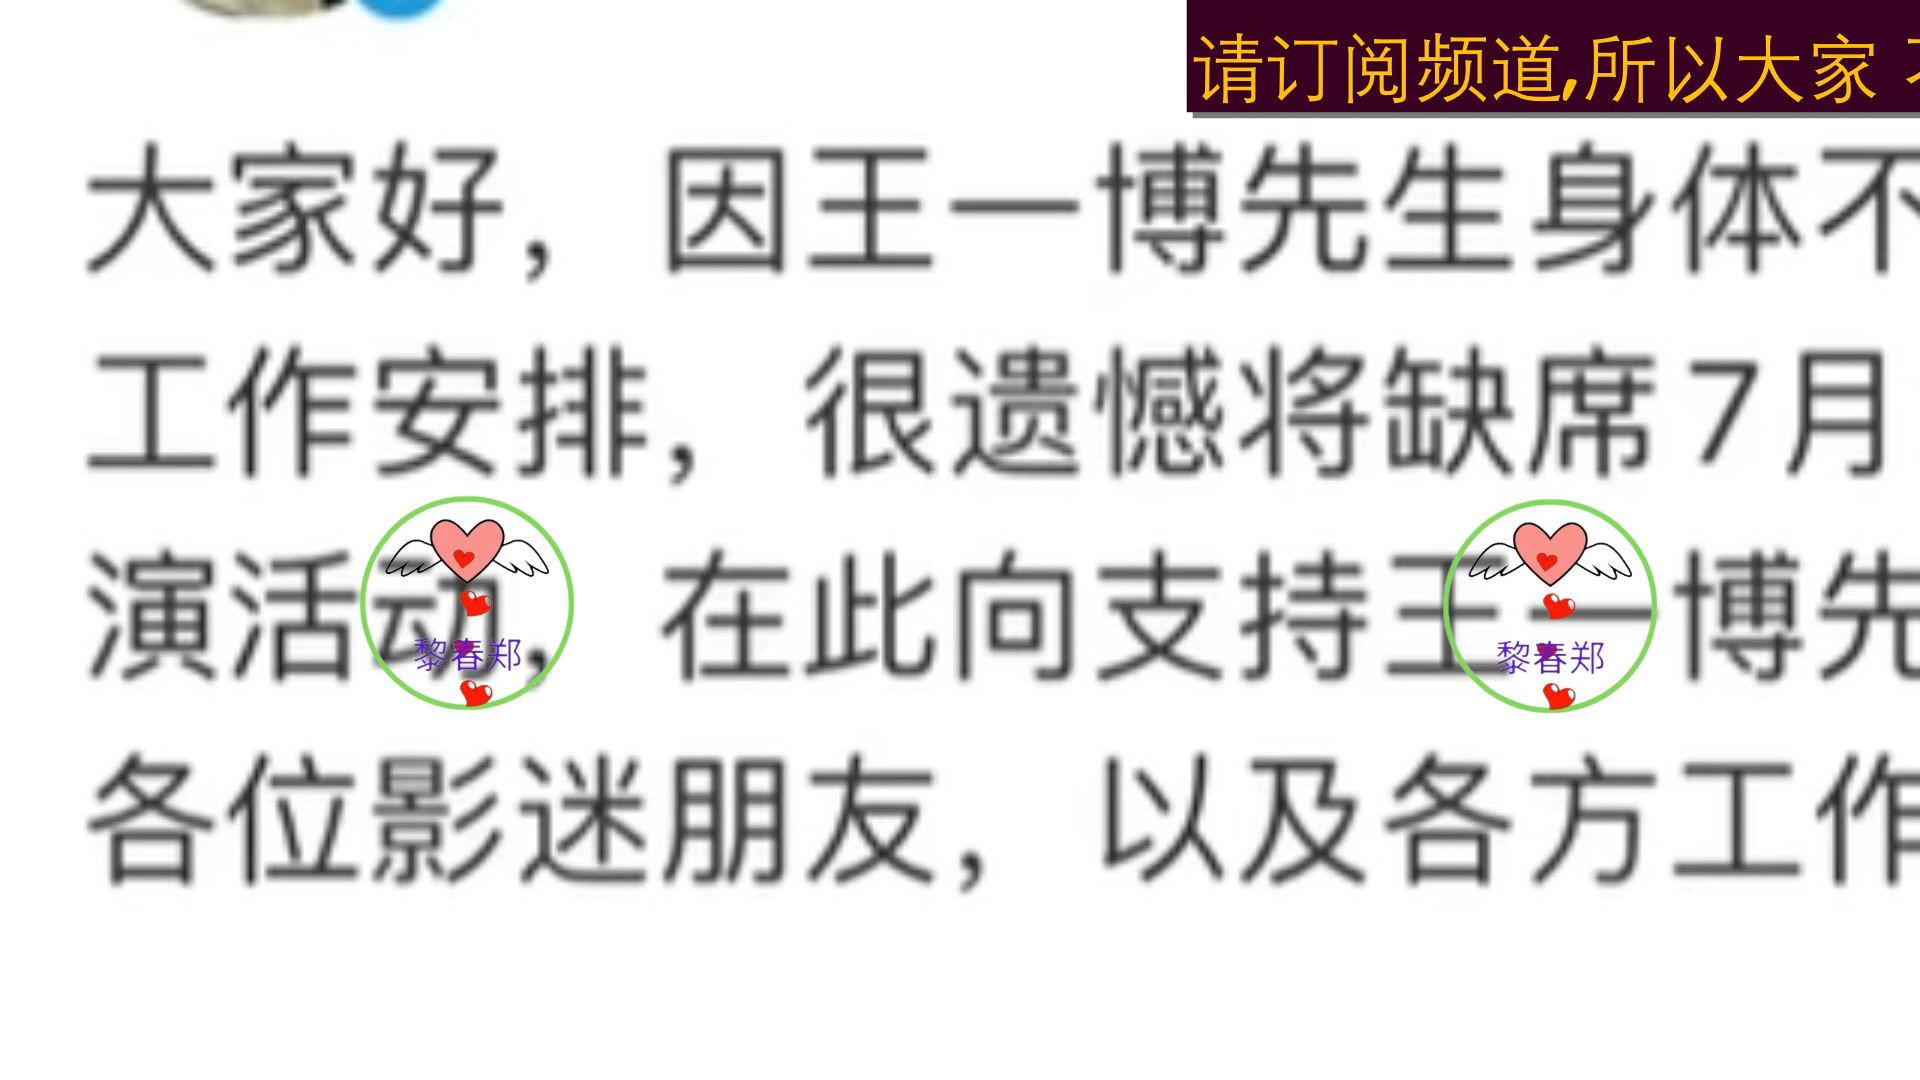 请订阅频道,所以大家
大家好，因王一博先生身体不
工作安排，很遗憾将缺席7月
演活动，在此向支持王一博先
各位影迷朋友，以及各方工作
黎春郑
黎春郑